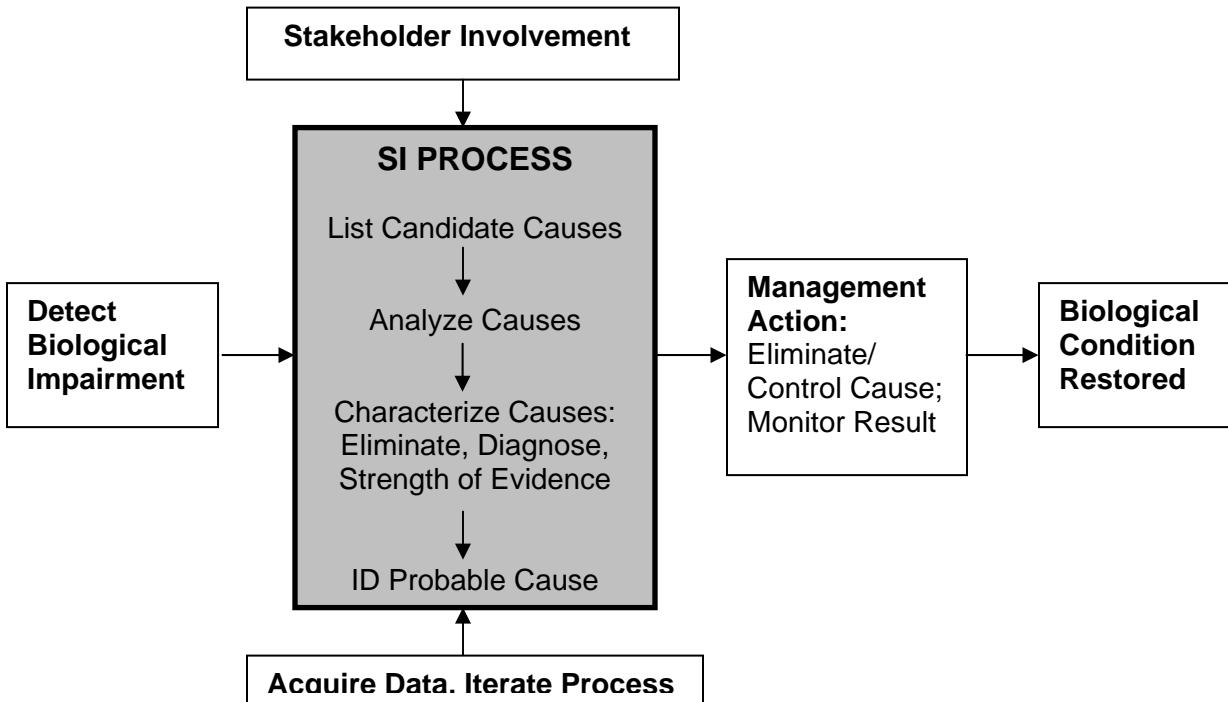 Stakeholder Involvement
SI PROCESS
List Candidate Causes
Analyze Causes
Characterize Causes:
Eliminate, Diagnose,
Strength of Evidence
ID Probable Cause
Detect
Biological
Impairment
Management
Action:
Eliminate/
Control Cause;
Monitor Result
Biological
Condition
Restored
Acquire Data, Iterate Process